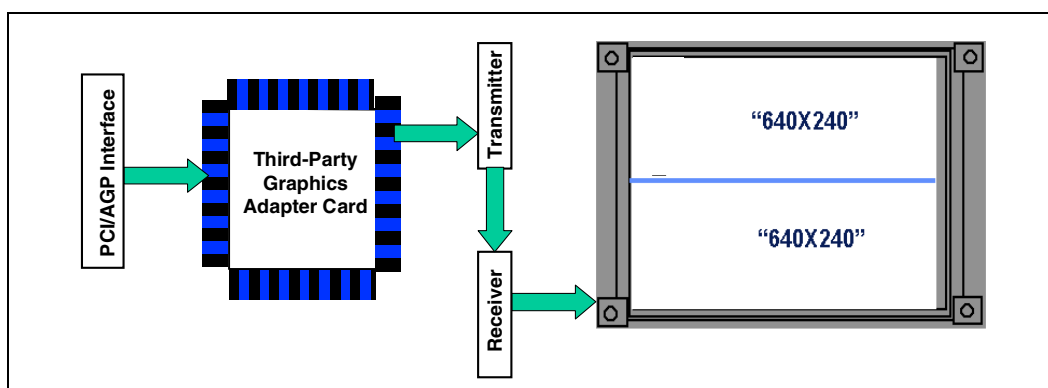 PCI/AGP Interface
Third-Party
Graphics
Adapter Card
Transmitter
Receiver
“640X240”
“640X240”